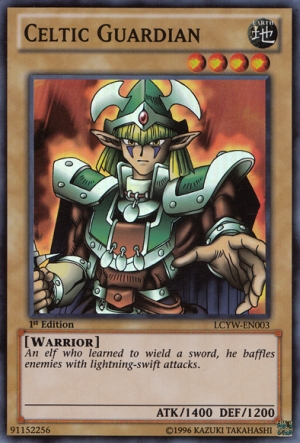 CELTIC GUARDIAN
EARTH
地
1st Edition
LCYW-EN003
[WARRIOR]
An elf who learned to wield a sword, he baffles
enemies with lightning-swift attacks.
ATK/1400 DEF/1200
91152256
©1996 KAZUKI TAKAHASHI